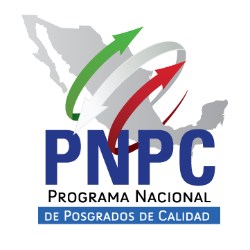 PNPC
PROGRAMA NACIONAL
DE POSGRADOS DE CALIDAD